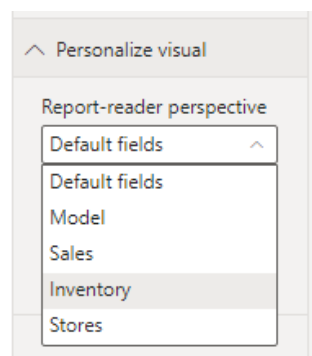 Personalize visual
Report-reader perspective
Default fields
Default fields
Model
Sales
Inventory
Stores